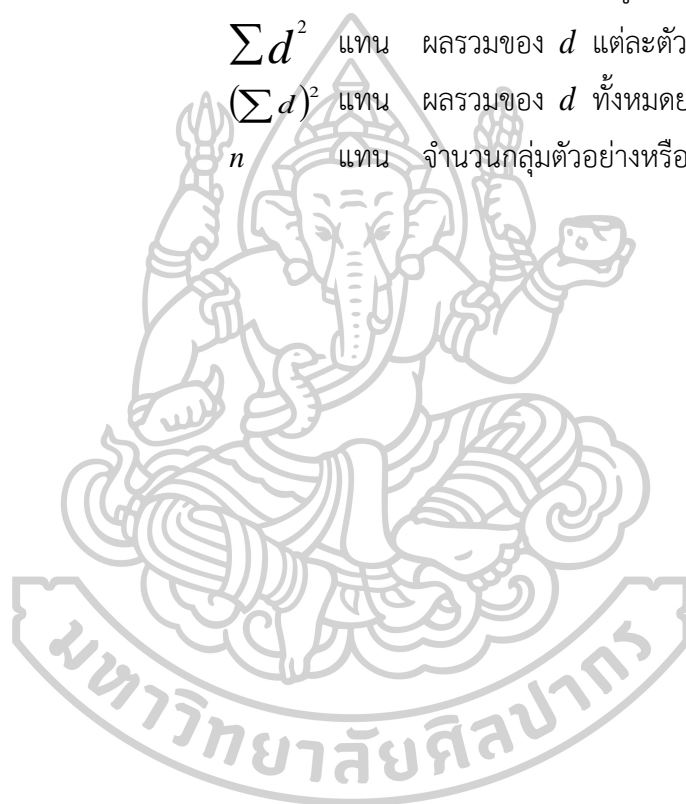 ∑d² แทน ผลรวมของ d แต่ละตัว
(∑d)² แทน ผลรวมของ d ทั้งหมดย
n แทน จำนวนกลุ่มตัวอย่างหรือ
มหาวิทยาลัยศิลปากร